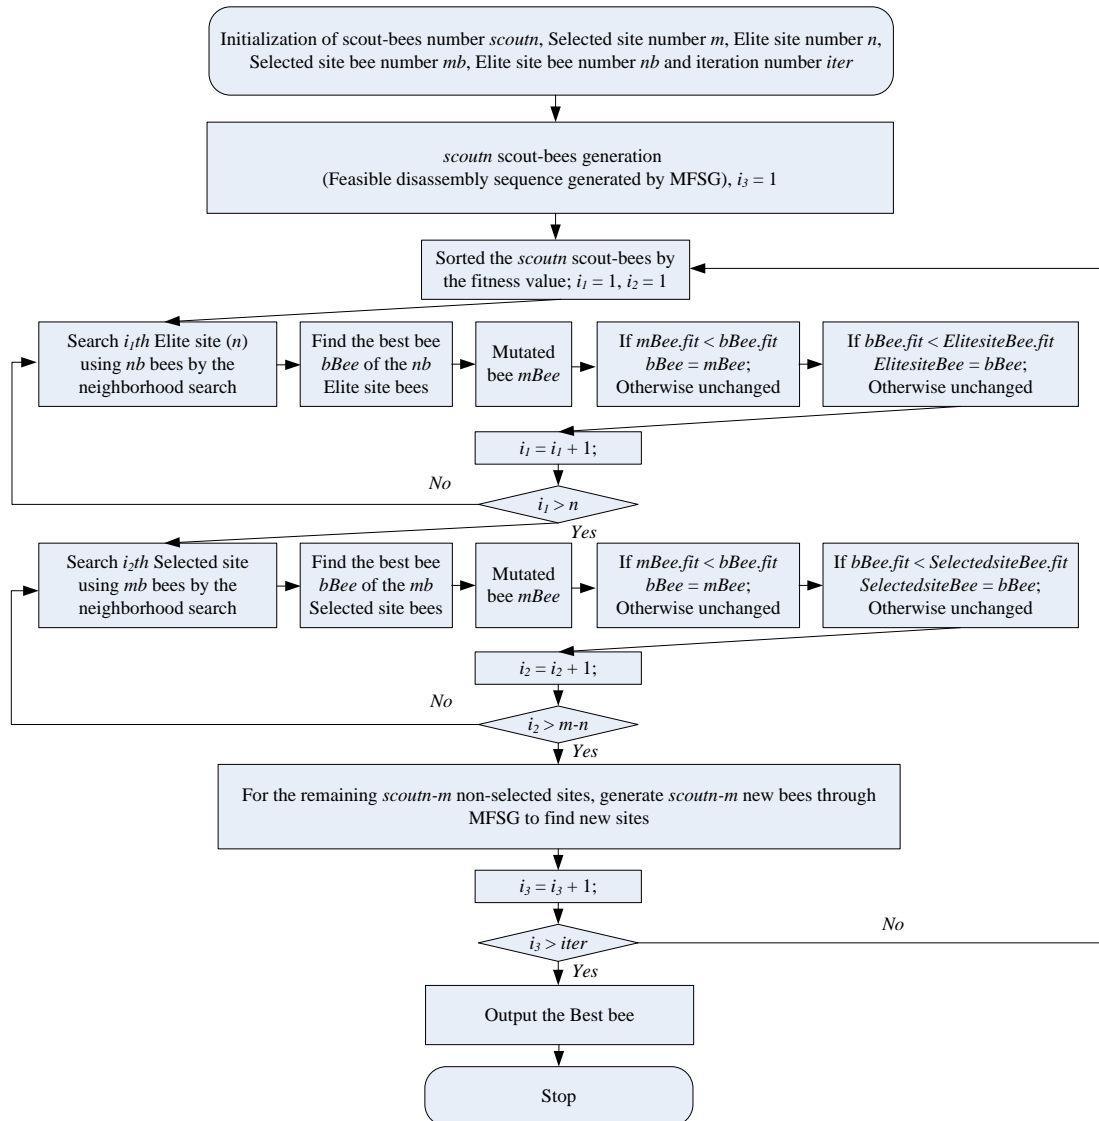 Initialization of scout-bees number scoutn, Selected site number m, Elite site number n,
Selected site bee number mb, Elite site bee number nb and iteration number iter
scoutn scout-bees generation
(Feasible disassembly sequence generated by MFSG), i3 = 1
Sorted the scoutn scout-bees by
the fitness value; i1 = 1, i2 = 1
Search i1th Elite site (n)
using nb bees by the
neighborhood search
Find the best bee
bBee of the nb
Elite site bees
Mutated
bee mBee
If mBee.fit < bBee.fit
bBee = mBee;
Otherwise unchanged
If bBee.fit < ElitesiteBee.fit
ElitesiteBee = bBee;
Otherwise unchanged
i1 = i1 + 1;
No
i1 > n
Yes
Search i2th Selected site
using mb bees by the
neighborhood search
Find the best bee
bBee of the mb
Selected site bees
Mutated
bee mBee
If mBee.fit < bBee.fit
bBee = mBee;
Otherwise unchanged
If bBee.fit < SelectedsiteBee.fit
SelectedsiteBee = bBee;
Otherwise unchanged
i2 = i2 + 1;
No
i2 > m-n
Yes
For the remaining scoutn-m non-selected sites, generate scoutn-m new bees through
MFSG to find new sites
i3 = i3 + 1;
No
i3 > iter
Yes
Output the Best bee
Stop